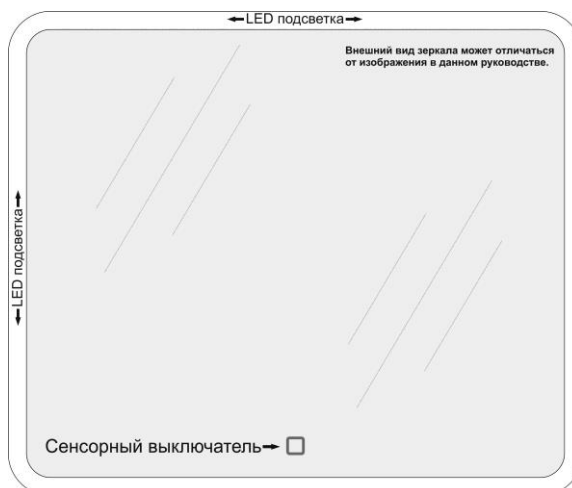 LED подсветка
Внешний вид зеркала может отличаться
от изображения в данном руководстве.
LED подсветка
Сенсорный выключатель